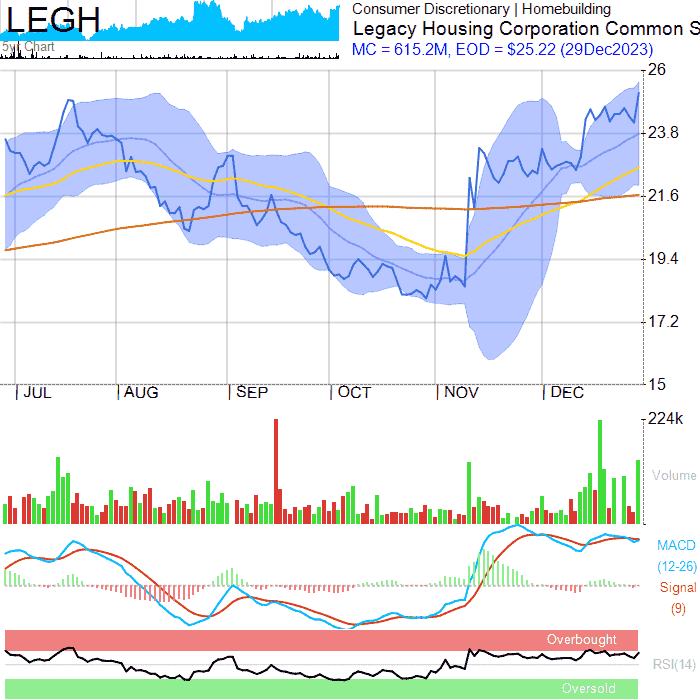 LEGH
5yr Chart
Consumer Discretionary | Homebuilding
Legacy Housing Corporation Common S
MC = 615.2M, EOD = $25.22 (29Dec2023)
26
23.8
21.6
19.4
17.2
15
JUL AUG SEP OCT NOV DEC
224k
Volume
MACD
(12-26)
Signal
(9)
Overbought
RSI(14)
Oversold